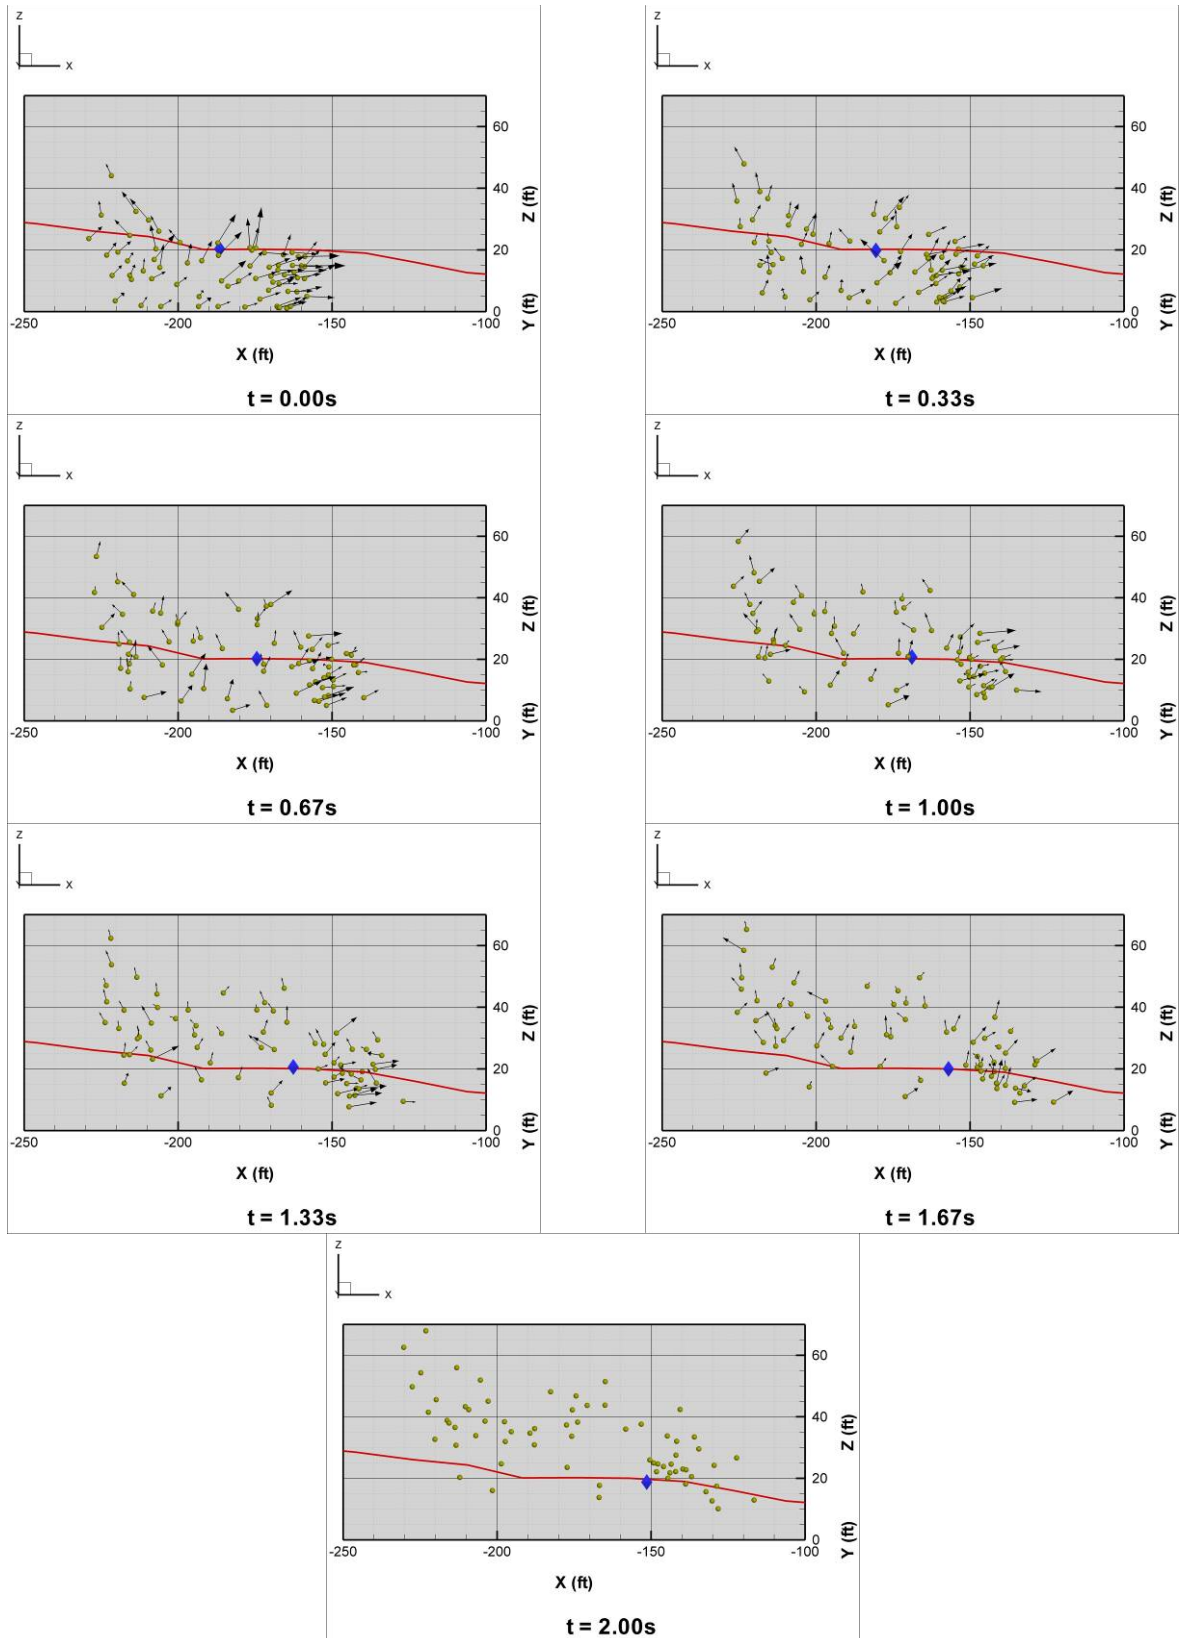 Z
X
60
40
20
0
Z (ft)
Y (ft)
-250 -200 -150 -100
X (ft)
t = 0.00s
Z
X
60
40
20
0
Z (ft)
Y (ft)
-250 -200 -150 -100
X (ft)
t = 0.33s
Z
X
60
40
20
0
Z (ft)
Y (ft)
-250 -200 -150 -100
X (ft)
t = 0.67s
Z
X
60
40
20
0
Z (ft)
Y (ft)
-250 -200 -150 -100
X (ft)
t = 1.00s
Z
X
60
40
20
0
Z (ft)
Y (ft)
-250 -200 -150 -100
X (ft)
t = 1.33s
Z
X
60
40
20
0
Z (ft)
Y (ft)
-250 -200 -150 -100
X (ft)
t = 1.67s
Z
X
60
40
20
0
Z (ft)
Y (ft)
-250 -200 -150 -100
X (ft)
t = 2.00s